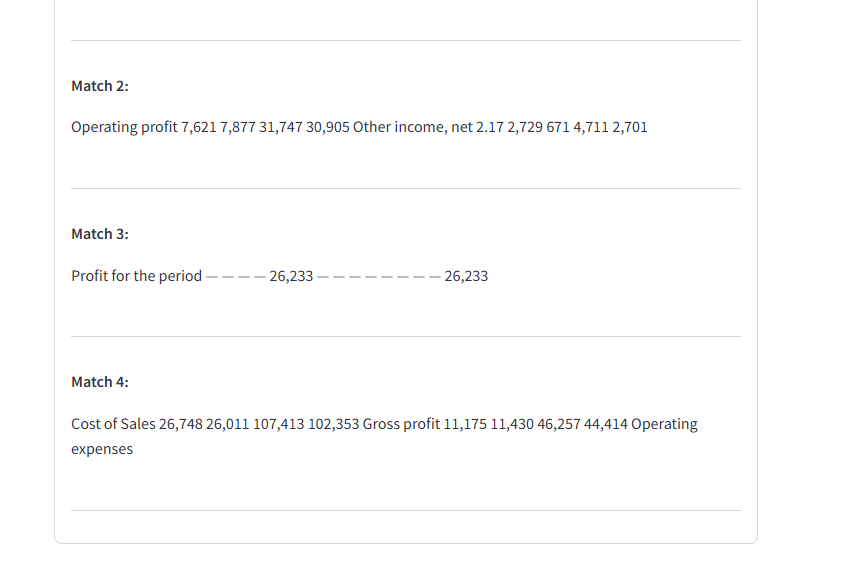 Match 2:
Operating profit 7,621 7,877 31,747 30,905 Other income, net 2.17 2,729 671 4,711 2,701
Match 3:
Profit for the period — — — — 26,233 — — — — — — — — 26,233
Match 4:
Cost of Sales 26,748 26,011 107,413 102,353 Gross profit 11,175 11,430 46,257 44,414 Operating
expenses